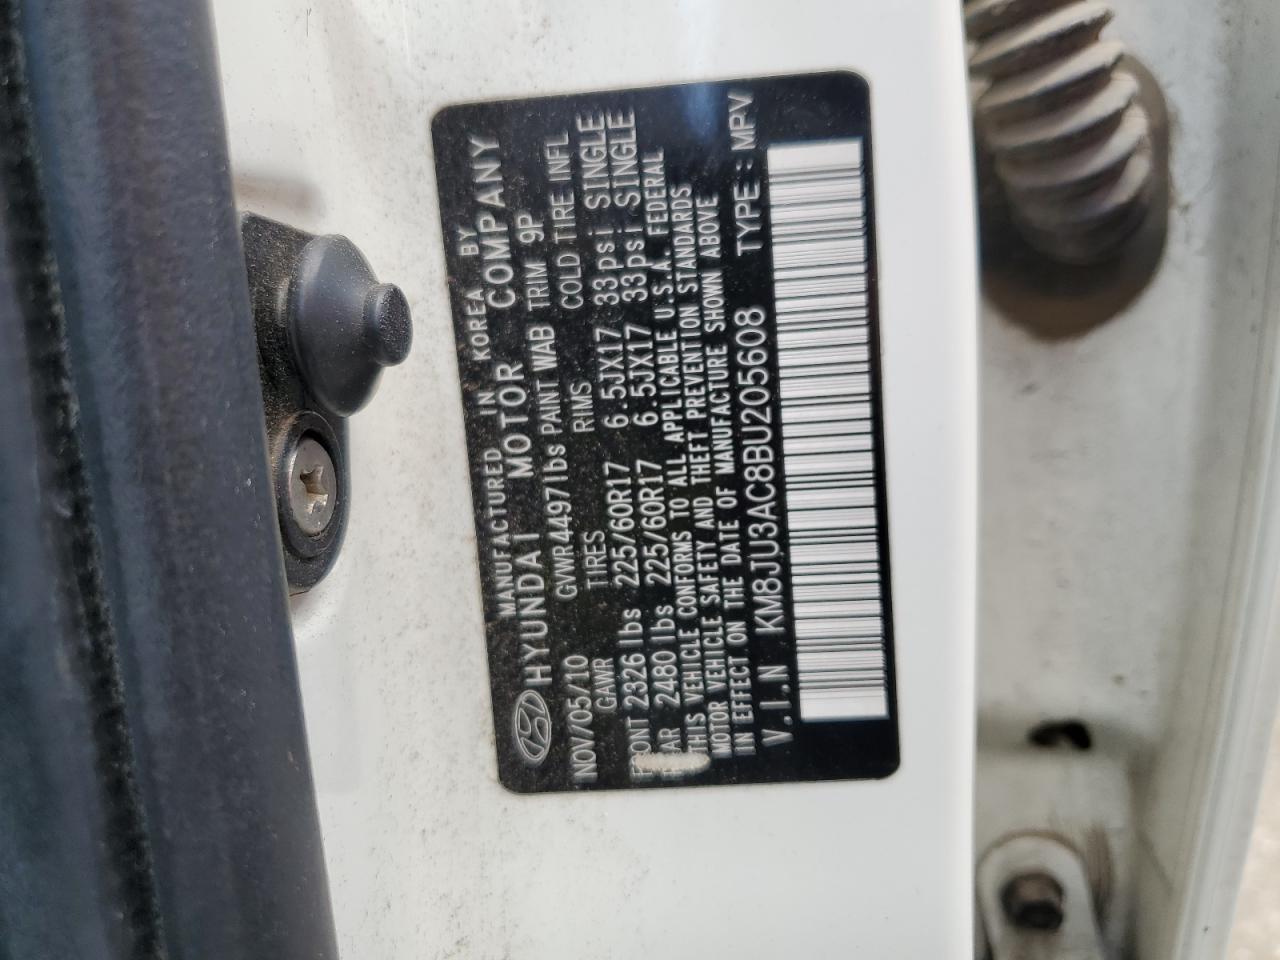 MANUFACTURED IN KOREA BY
HYUNDAI MOTOR COMPANY
NOV/05/10 GVWR4497lbs PAINT WAB TRIM 9P
GAWR TIRES RIMS COLD TIRE INFL
FRONT 2326 lbs 225/60R17 6.5JX17 33psi SINGLE
REAR 2480 lbs 225/60R17 6.5JX17 33psi SINGLE
THIS VEHICLE CONFORMS TO ALL APPLICABLE U.S.A. FEDERAL
MOTOR VEHICLE SAFETY AND THEFT PREVENTION STANDARDS
IN EFFECT ON THE DATE OF MANUFACTURE SHOWN ABOVE
V.I.N KM8JU3AC8BU205608 TYPE: MPV